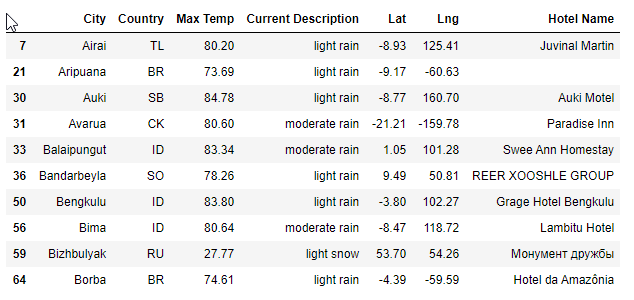 City Country Max Temp Current Description Lat Lng Hotel Name
7 Airai TL 80.20 light rain -8.93 125.41 Juvinal Martin
21 Aripuana BR 73.69 light rain -9.17 -60.63
30 Auki SB 84.78 light rain -8.77 160.70 Auki Motel
31 Avarua CK 80.60 moderate rain -21.21 -159.78 Paradise Inn
33 Balaipungut ID 83.34 moderate rain 1.05 101.28 Swee Ann Homestay
36 Bandarbeyla SO 78.26 light rain 9.49 50.81 REER XOOSHLE GROUP
50 Bengkulu ID 83.80 light rain -3.80 102.27 Grage Hotel Bengkulu
56 Bima ID 80.64 moderate rain -8.47 118.72 Lambitu Hotel
59 Bizhbulyak RU 27.77 light snow 53.70 54.26 Монумент дружбы
64 Borba BR 74.61 light rain -4.39 -59.59 Hotel da Amazônia